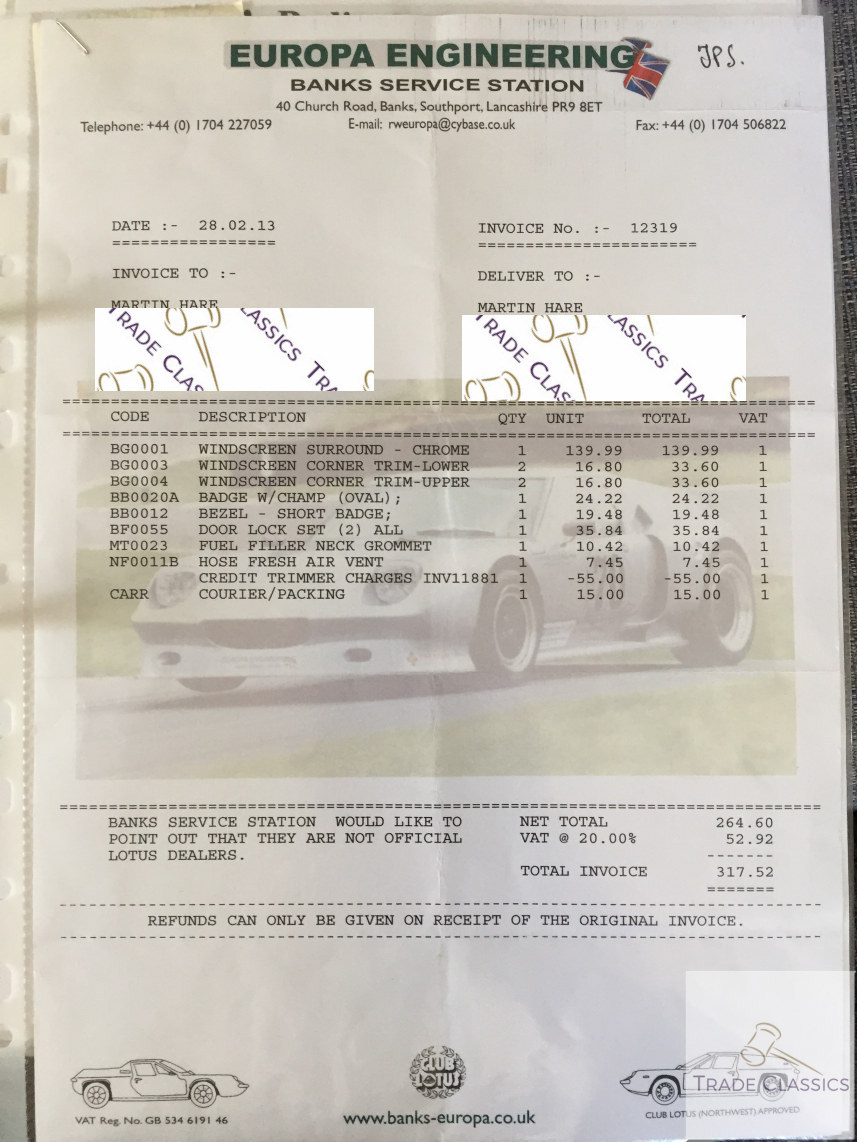 EUROPA ENGINEERING
JPS.
BANKS SERVICE STATION
40 Church Road, Banks, Southport, Lancashire PR9 8ET
Telephone: +44 (0) 1704 227059 E-mail: rweuropa@cybase.co.uk Fax: +44 (0) 1704 506822
DATE :- 28.02.13 INVOICE No. :- 12319
================= =======================
INVOICE TO :- DELIVER TO :-
MARTIN HARE MARTIN HARE
TRADE CLASSICS TRA TRADE CLASSICS TRA
CLAS CLASS
CODE DESCRIPTION QTY UNIT TOTAL VAT
BG0001 WINDSCREEN SURROUND - CHROME 1 139.99 139.99 1
BG0003 WINDSCREEN CORNER TRIM-LOWER 2 16.80 33.60 1
BG0004 WINDSCREEN CORNER TRIM-UPPER 2 16.80 33.60 1
BB0020A BADGE W/CHAMP (OVAL); 1 24.22 24.22 1
BB0012 BEZEL - SHORT BADGE; 1 19.48 19.48 1
BF0055 DOOR LOCK SET (2) ALL 1 35.84 35.84 1
MT0023 FUEL FILLER NECK GROMMET 1 10.42 10.42 1
NF0011B HOSE FRESH AIR VENT 1 7.45 7.45 1
CREDIT TRIMMER CHARGES INV11881 1 -55.00 -55.00 1
CARR COURIER/PACKING 1 15.00 15.00 1
BANKS SERVICE STATION WOULD LIKE TO NET TOTAL 264.60
POINT OUT THAT THEY ARE NOT OFFICIAL VAT @ 20.00% 52.92
LOTUS DEALERS.
TOTAL INVOICE 317.52
REFUNDS CAN ONLY BE GIVEN ON RECEIPT OF THE ORIGINAL INVOICE.
CLUB
LOTUS
TRADE CLASSICS
VAT Reg. No. GB 534 6191 46 www.banks-europa.co.uk CLUB LOTUS (NORTHWEST) APPROVED